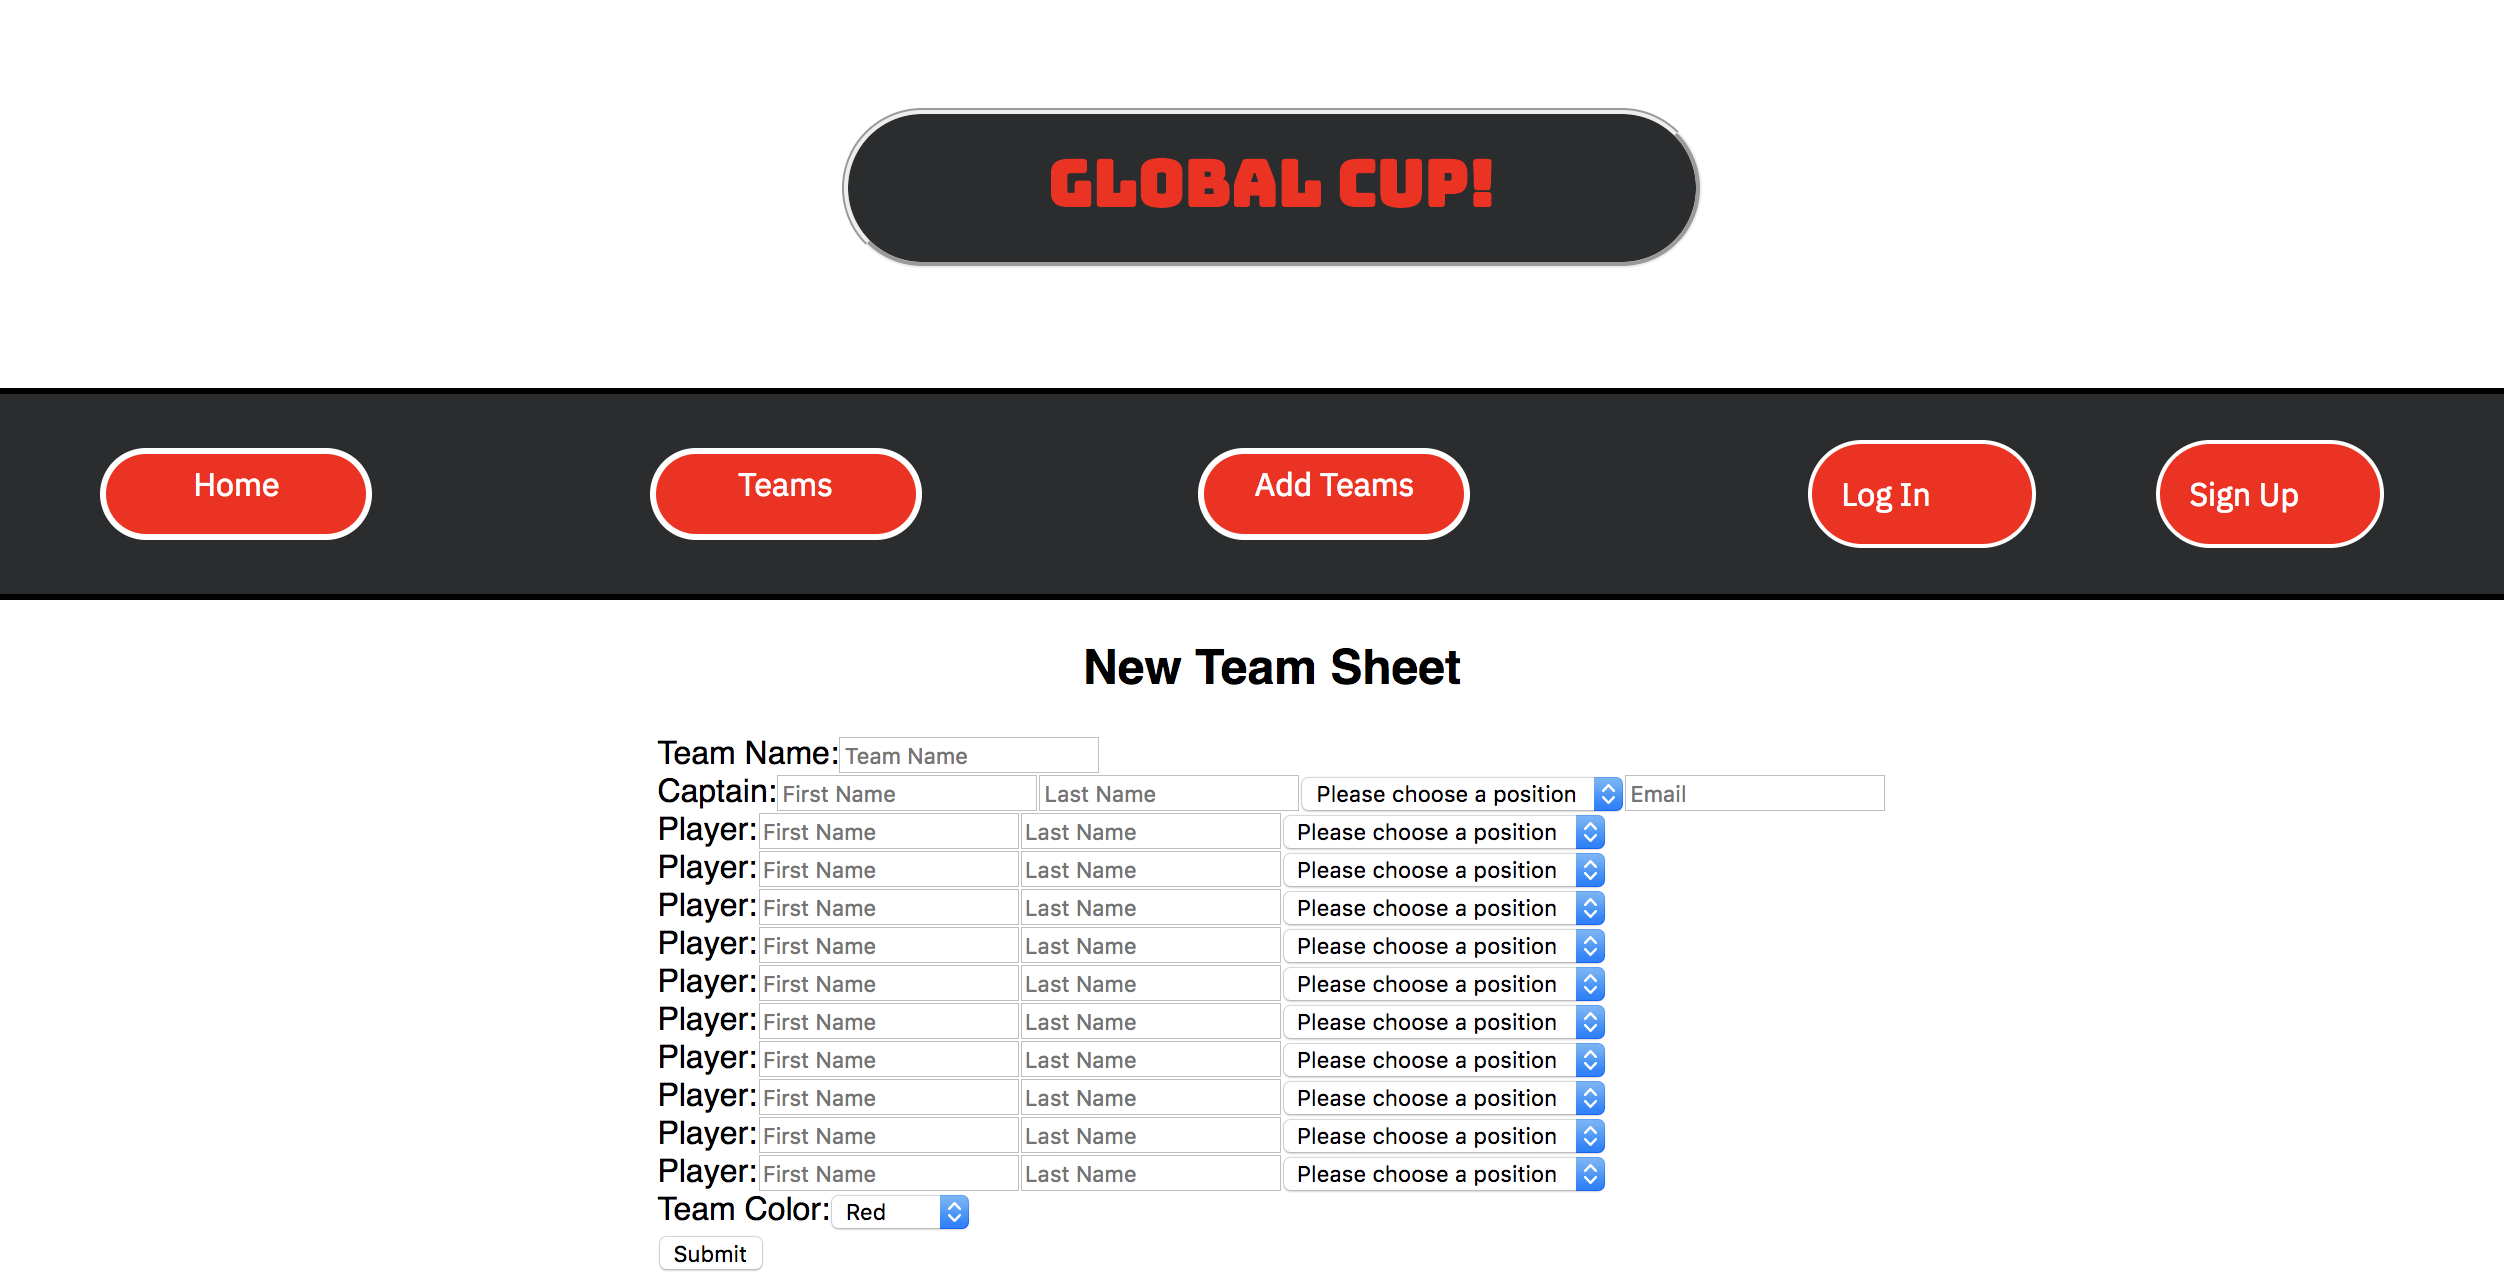 GLOBAL CUP!
Home Teams Add Teams Log In Sign Up
New Team Sheet
Team Name: Team Name
Captain: First Name Last Name Please choose a position Email
Player: First Name Last Name Please choose a position
Player: First Name Last Name Please choose a position
Player: First Name Last Name Please choose a position
Player: First Name Last Name Please choose a position
Player: First Name Last Name Please choose a position
Player: First Name Last Name Please choose a position
Player: First Name Last Name Please choose a position
Player: First Name Last Name Please choose a position
Player: First Name Last Name Please choose a position
Player: First Name Last Name Please choose a position
Team Color: Red
Submit